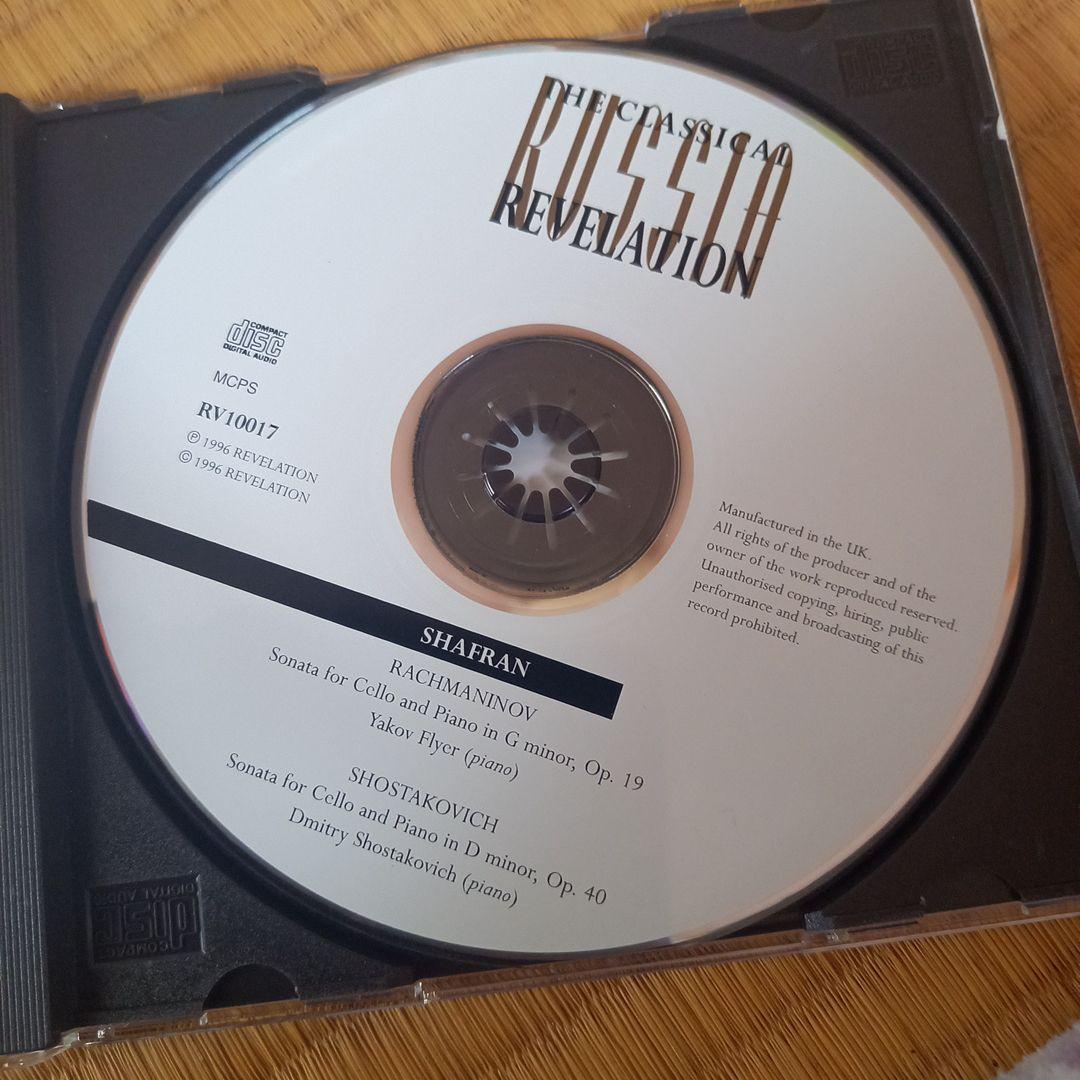 THE CLASSICAL
RUSSIA
REVELATION
COMPACT
disc
DIGITAL AUDIO
MCPS
RV10017
℗ 1996 REVELATION
© 1996 REVELATION
Manufactured in the UK.
All rights of the producer and of the
owner of the work reproduced reserved.
Unauthorised copying, hiring, public
performance and broadcasting of this
record prohibited.
SHAFRAN
RACHMANINOV
Sonata for Cello and Piano in G minor, Op. 19
Yakov Flyer (piano)
SHOSTAKOVICH
Sonata for Cello and Piano in D minor, Op. 40
Dmitry Shostakovich (piano)
COMPACT
disc
DIGITAL AUDIO